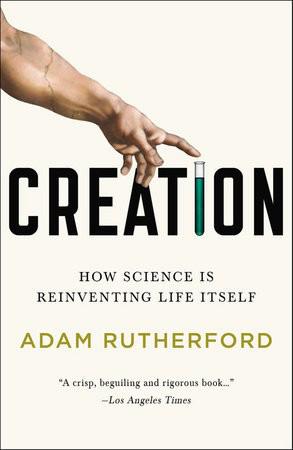 CREATION
HOW SCIENCE IS
REINVENTING LIFE ITSELF
ADAM RUTHERFORD
“A crisp, beguiling and rigorous book...”
—Los Angeles Times